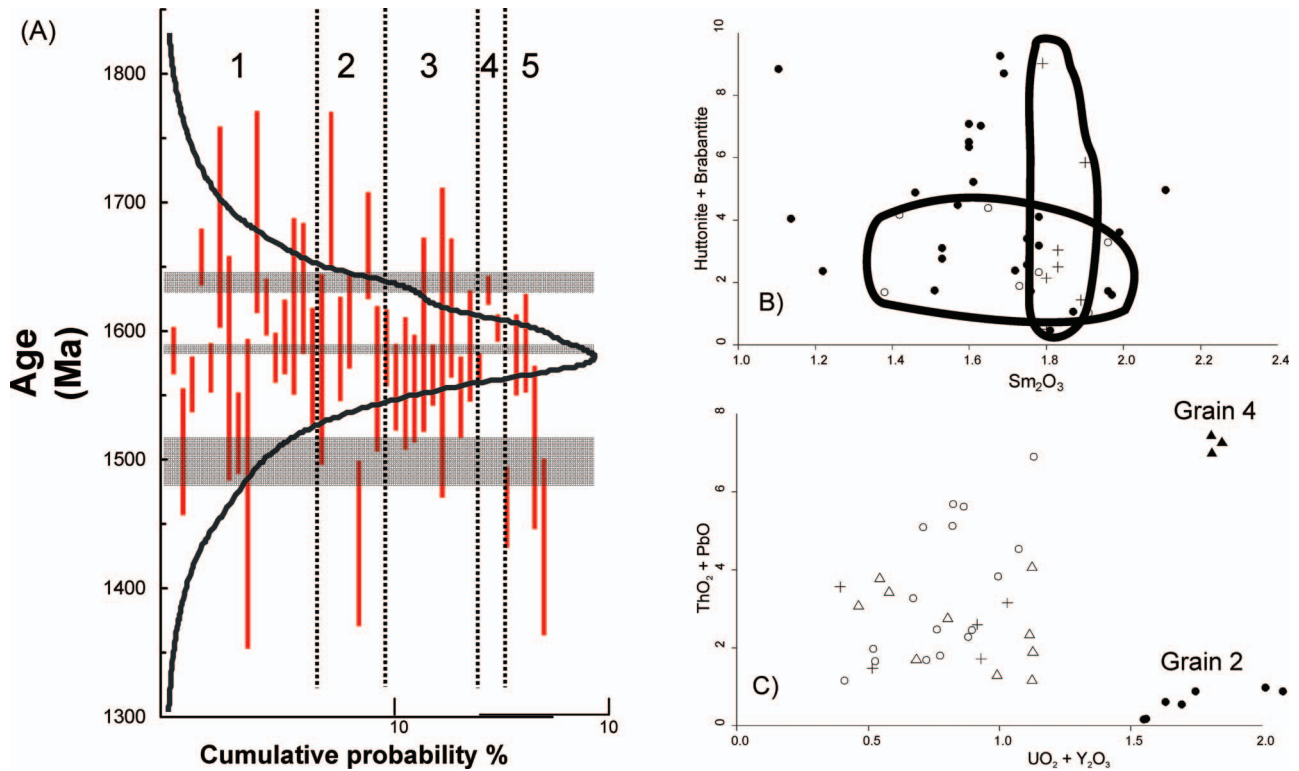 (A)
1 2 3 4 5
1800
1700
1600
1500
1400
1300
Age
(Ma)
10 10
Cumulative probability %
10
8
6
4
2
0
Huttonite + Brabantite
B)
1.0 1.2 1.4 1.6 1.8 2.0 2.2 2.4
Sm₂O₃
8
6
4
2
0
ThO₂ + PbO
Grain 4
Grain 2
C)
0.0 0.5 1.0 1.5 2.0
UO₂ + Y₂O₃